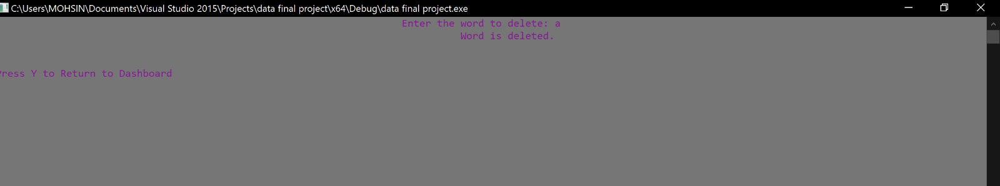 C:\Users\MOHSIN\Documents\Visual Studio 2015\Projects\data final project\x64\Debug\data final project.exe
Enter the word to delete: a
Word is deleted.
Press Y to Return to Dashboard